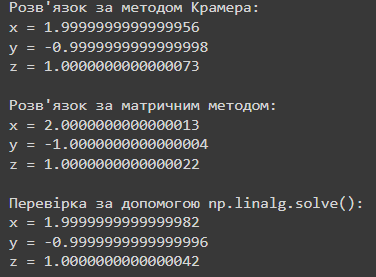 Розв'язок за методом Крамера:
x = 1.9999999999999956
y = -0.9999999999999998
z = 1.0000000000000073
Розв'язок за матричним методом:
x = 2.0000000000000013
y = -1.0000000000000004
z = 1.0000000000000022
Перевірка за допомогою np.linalg.solve():
x = 1.9999999999999982
y = -0.9999999999999996
z = 1.0000000000000042